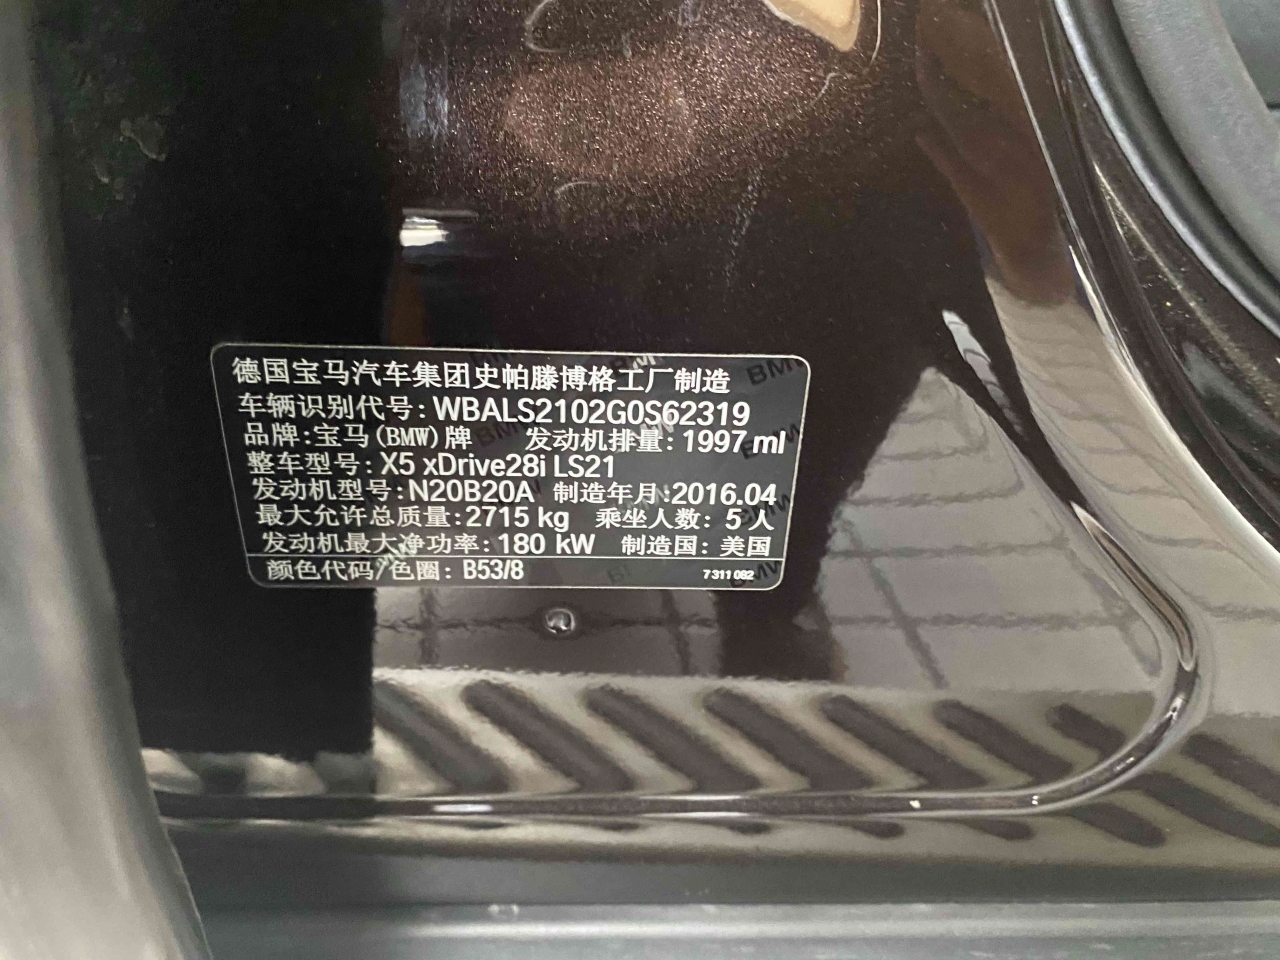 德国宝马汽车集团史帕滕博格工厂制造
车辆识别代号: WBALS2102G0S62319
品牌: 宝马(BMW)牌 发动机排量: 1997 ml
整车型号: X5 xDrive28i LS21
发动机型号: N20B20A 制造年月: 2016.04
最大允许总质量: 2715 kg 乘坐人数: 5人
发动机最大净功率: 180 kW 制造国: 美国
颜色代码/色圈: B53/8 7 311 082